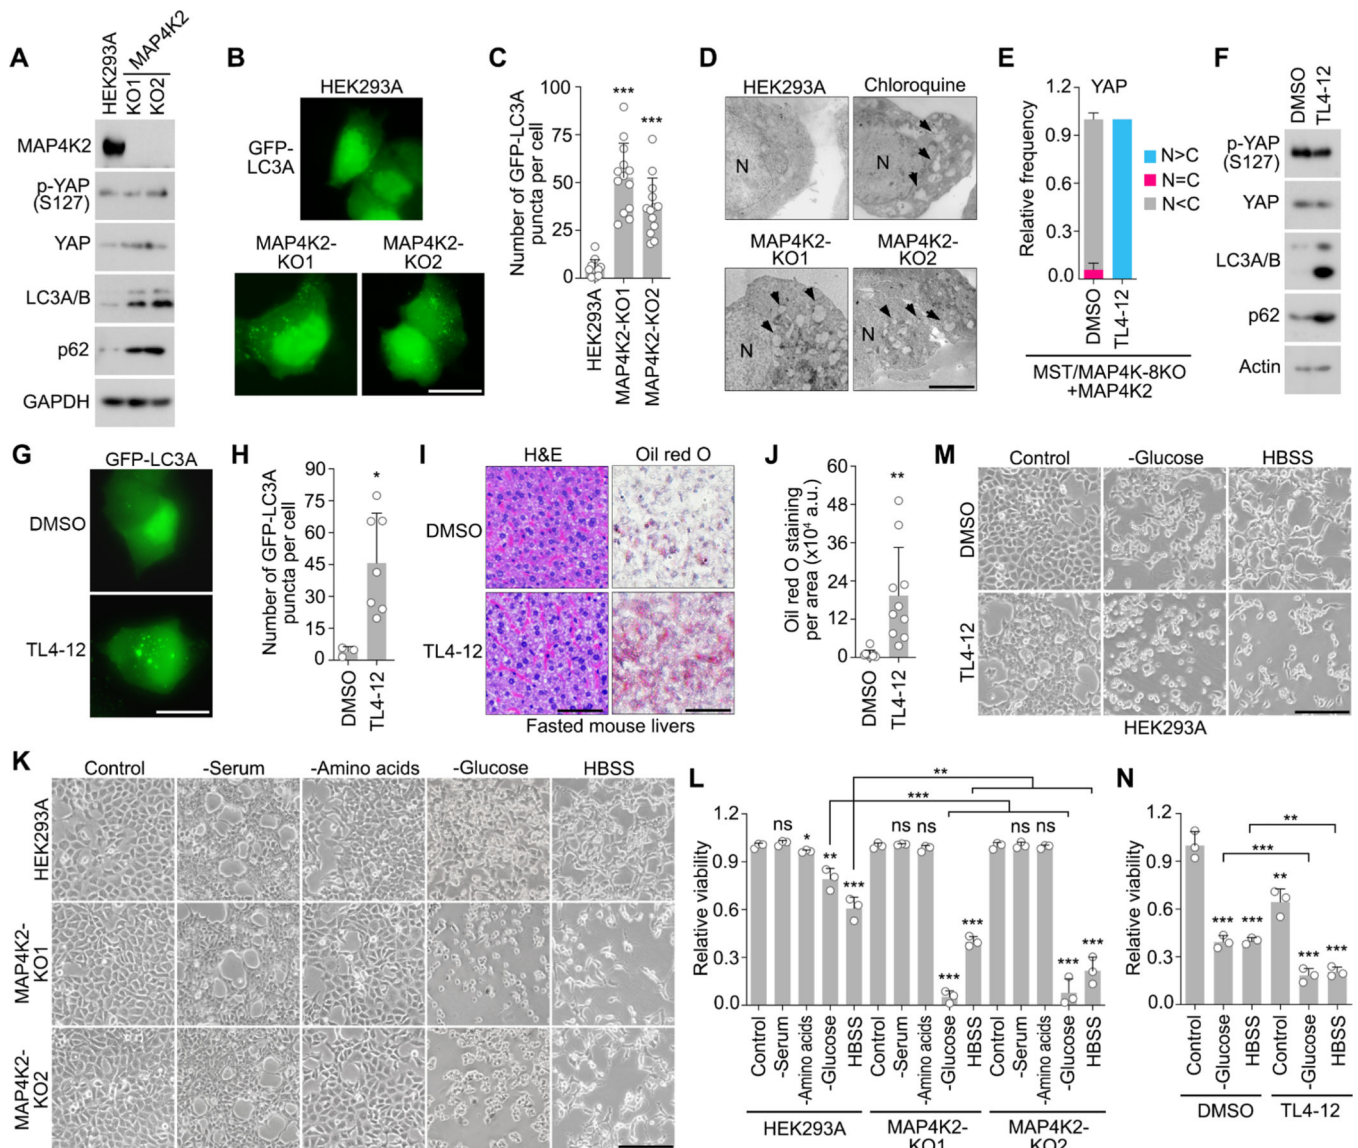 A
HEK293A
MAP4K2
KO1
KO2
MAP4K2
p-YAP
(S127)
YAP
LC3A/B
p62
GAPDH
B
HEK293A
GFP-
LC3A
MAP4K2-
KO1
MAP4K2-
KO2
C
Number of GFP-LC3A
puncta per cell
100
75
50
25
0
***
***
HEK293A
MAP4K2-KO1
MAP4K2-KO2
D
HEK293A
Chloroquine
N
N
MAP4K2-
KO1
MAP4K2-
KO2
N
N
E
YAP
Relative frequency
1.2
0.9
0.6
0.3
0.0
N>C
N=C
N<C
DMSO
TL4-12
MST/MAP4K-8KO
+MAP4K2
F
DMSO
TL4-12
p-YAP
(S127)
YAP
LC3A/B
p62
Actin
G
GFP-LC3A
DMSO
TL4-12
H
Number of GFP-LC3A
puncta per cell
90
75
60
45
30
15
0
*
DMSO
TL4-12
I
H&E
Oil red O
DMSO
TL4-12
Fasted mouse livers
J
Oil red O staining
per area (x10⁴ a.u.)
60
48
36
24
12
0
**
DMSO
TL4-12
M
Control
-Glucose
HBSS
DMSO
TL4-12
HEK293A
K
Control
-Serum
-Amino acids
-Glucose
HBSS
HEK293A
MAP4K2-
KO1
MAP4K2-
KO2
L
Relative viability
1.2
0.9
0.6
0.3
0.0
**
***
ns
*
**
***
ns
ns
***
***
ns
ns
***
***
Control
-Serum
-Amino acids
-Glucose
HBSS
Control
-Serum
-Amino acids
-Glucose
HBSS
Control
-Serum
-Amino acids
-Glucose
HBSS
HEK293A
MAP4K2-
KO1
MAP4K2-
KO2
N
Relative viability
1.2
0.9
0.6
0.3
0.0
**
***
***
***
**
***
***
Control
-Glucose
HBSS
Control
-Glucose
HBSS
DMSO
TL4-12